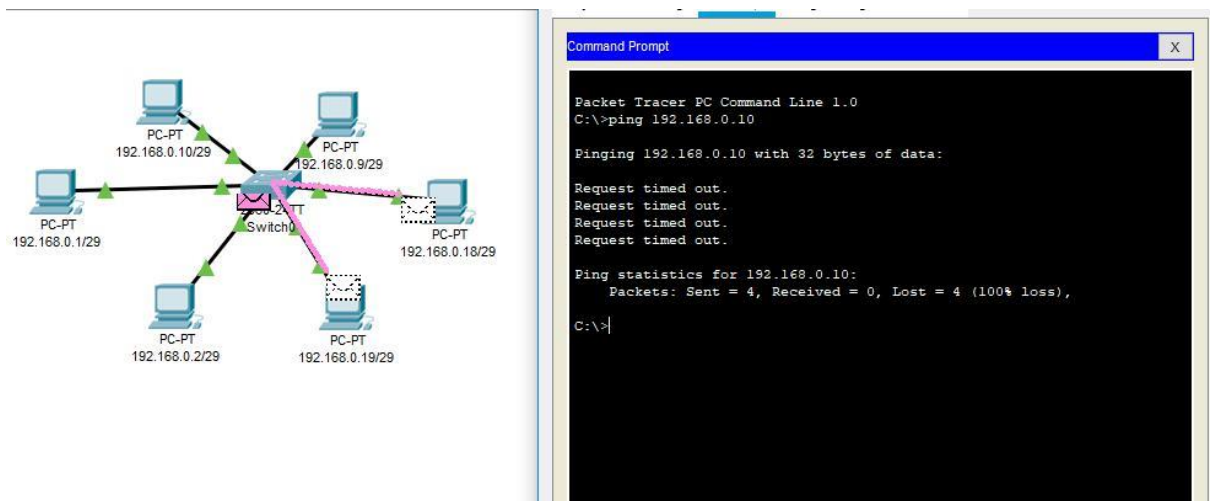 PC-PT
192.168.0.10/29
PC-PT
192.168.0.9/29
PC-PT
192.168.0.1/29
Switch0
PC-PT
192.168.0.18/29
PC-PT
192.168.0.2/29
PC-PT
192.168.0.19/29
Command Prompt
X
Packet Tracer PC Command Line 1.0
C:\>ping 192.168.0.10
Pinging 192.168.0.10 with 32 bytes of data:
Request timed out.
Request timed out.
Request timed out.
Request timed out.
Ping statistics for 192.168.0.10:
Packets: Sent = 4, Received = 0, Lost = 4 (100% loss),
C:\>